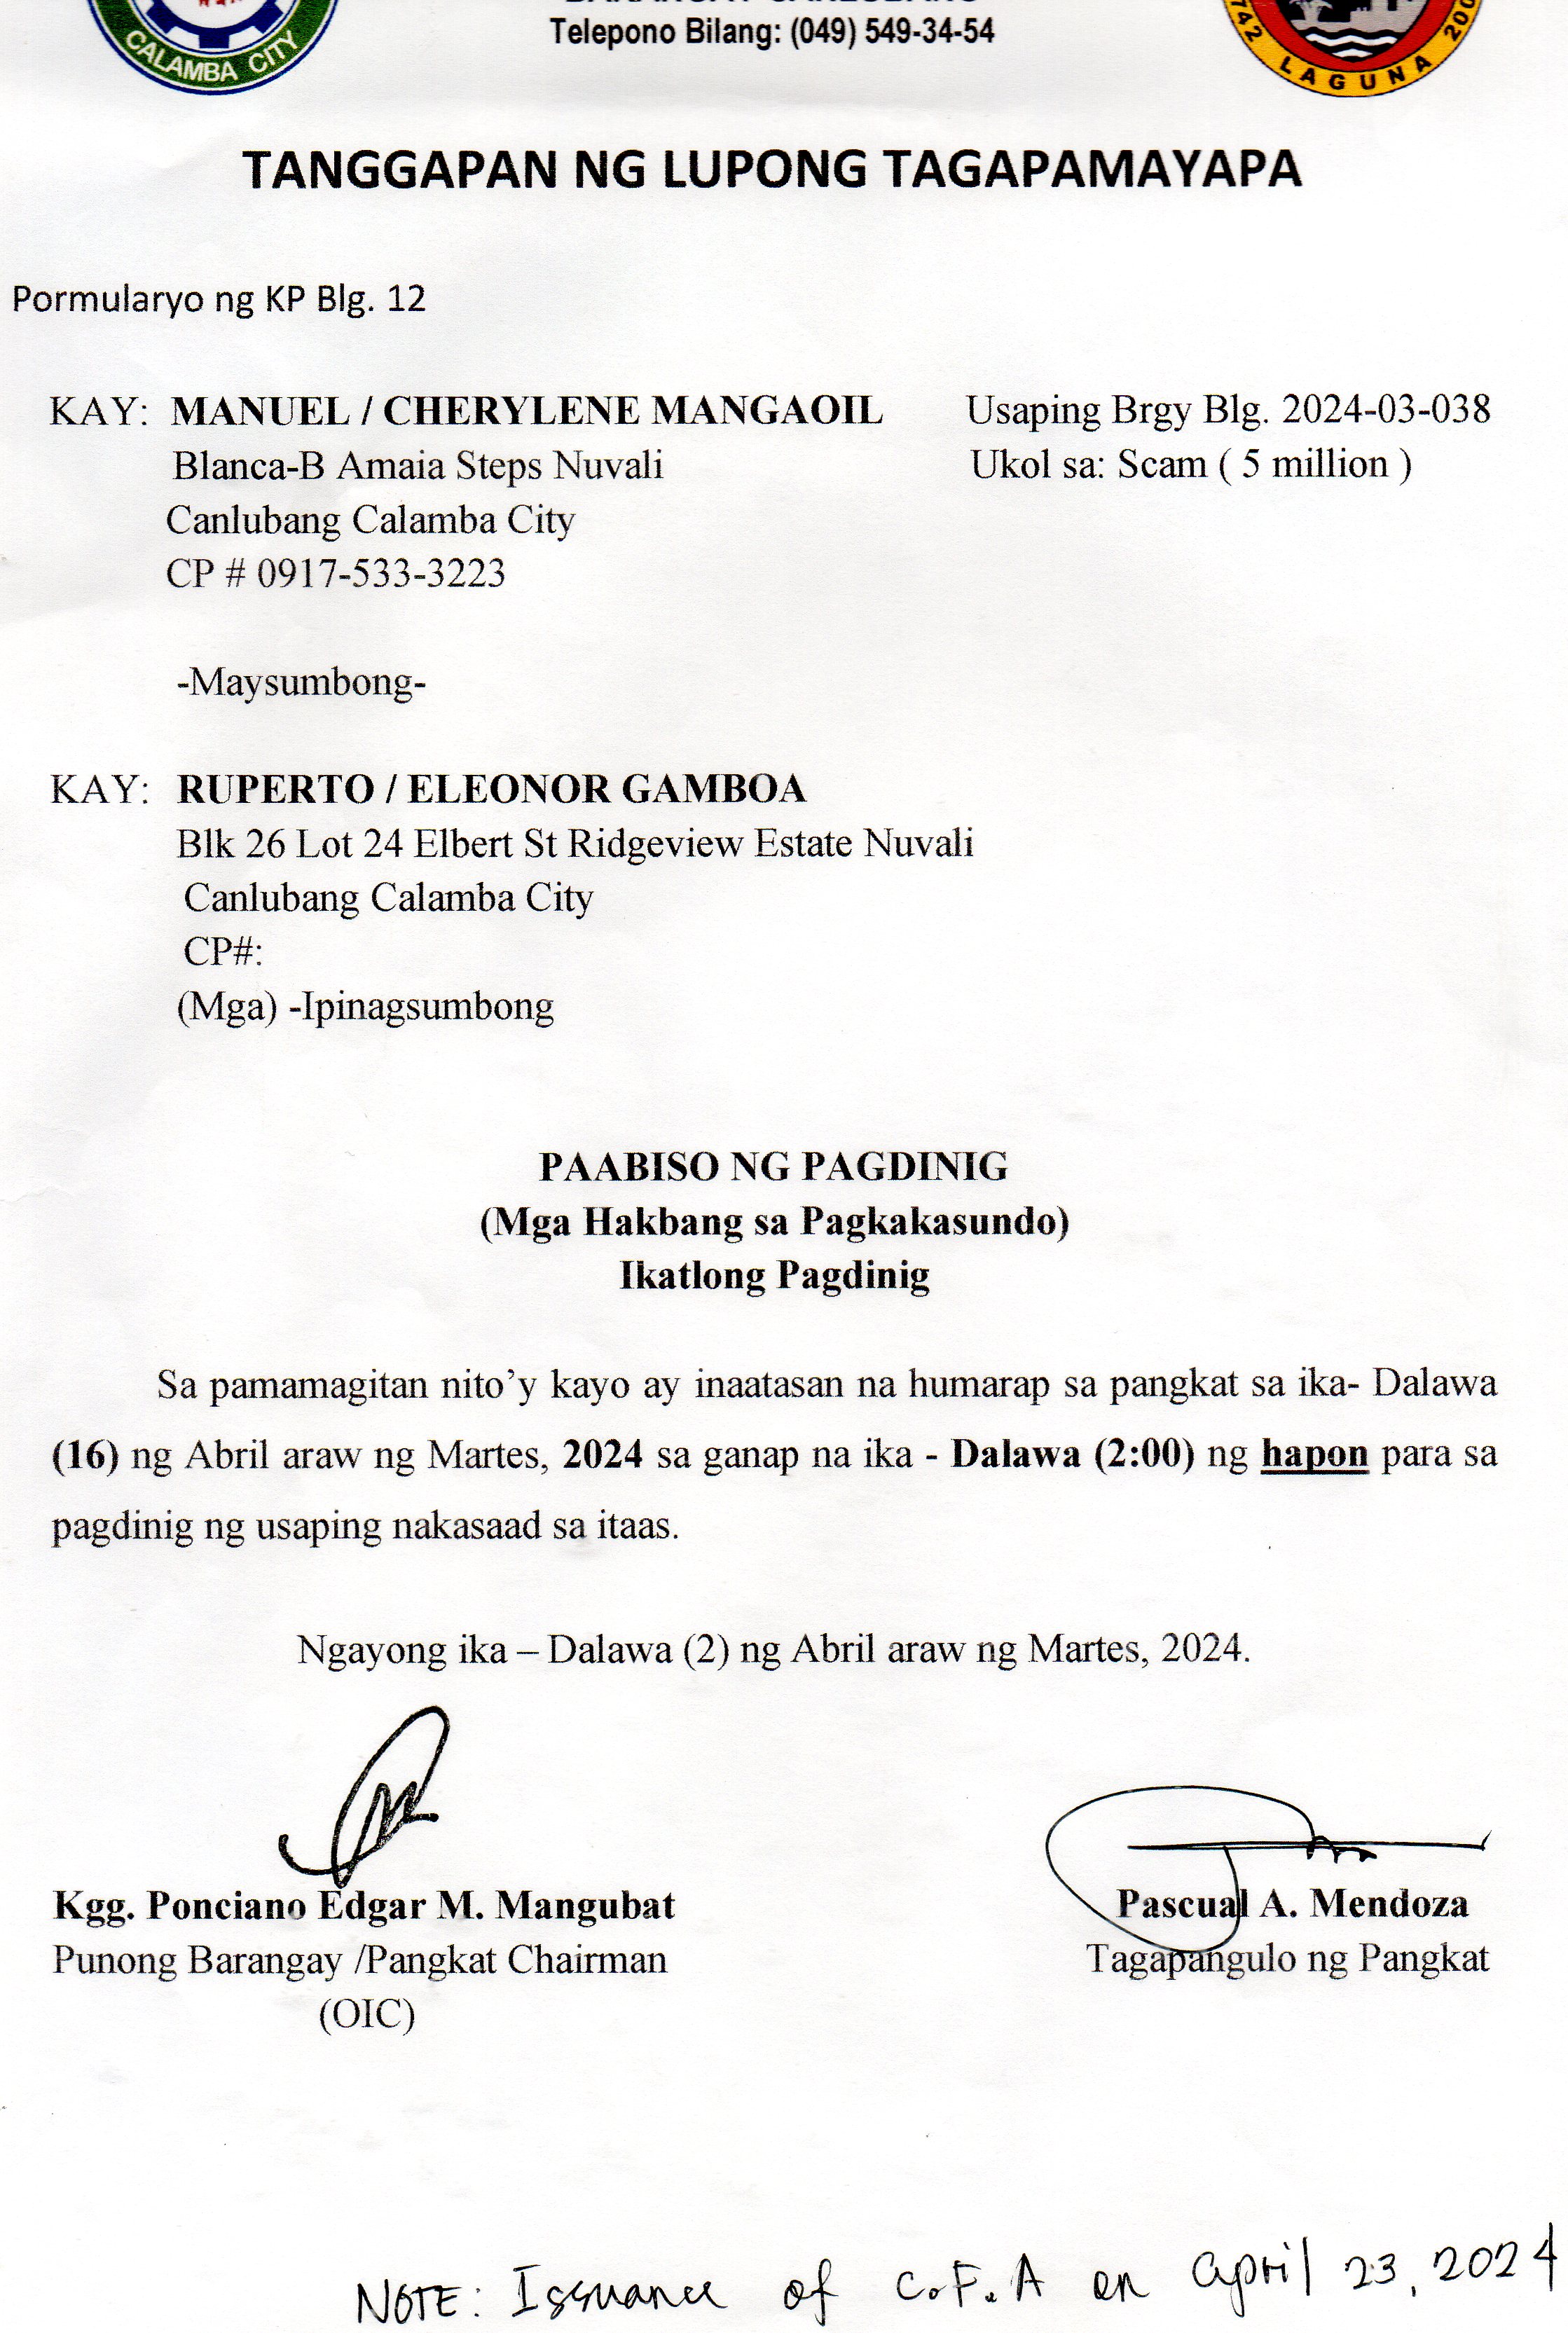 CALAMBA CITY
Telepono Bilang: (049) 549-34-54
LAGUNA
TANGGAPAN NG LUPONG TAGAPAMAYAPA
Pormularyo ng KP Blg. 12
KAY: MANUEL / CHERYLENE MANGAOIL Usaping Brgy Blg. 2024-03-038
Blanca-B Amaia Steps Nuvali Ukol sa: Scam ( 5 million )
Canlubang Calamba City
CP # 0917-533-3223
-Maysumbong-
KAY: RUPERTO / ELEONOR GAMBOA
Blk 26 Lot 24 Elbert St Ridgeview Estate Nuvali
Canlubang Calamba City
CP#:
(Mga) -Ipinagsumbong
PAABISO NG PAGDINIG
(Mga Hakbang sa Pagkakasundo)
Ikatlong Pagdinig
Sa pamamagitan nito’y kayo ay inaatasan na humarap sa pangkat sa ika- Dalawa
(16) ng Abril araw ng Martes, 2024 sa ganap na ika - Dalawa (2:00) ng hapon para sa
pagdinig ng usaping nakasaad sa itaas.
Ngayong ika – Dalawa (2) ng Abril araw ng Martes, 2024.
Kgg. Ponciano Edgar M. Mangubat Pascual A. Mendoza
Punong Barangay /Pangkat Chairman Tagapangulo ng Pangkat
(OIC)
NOTE: Issuance of C.F.A on April 23, 2024